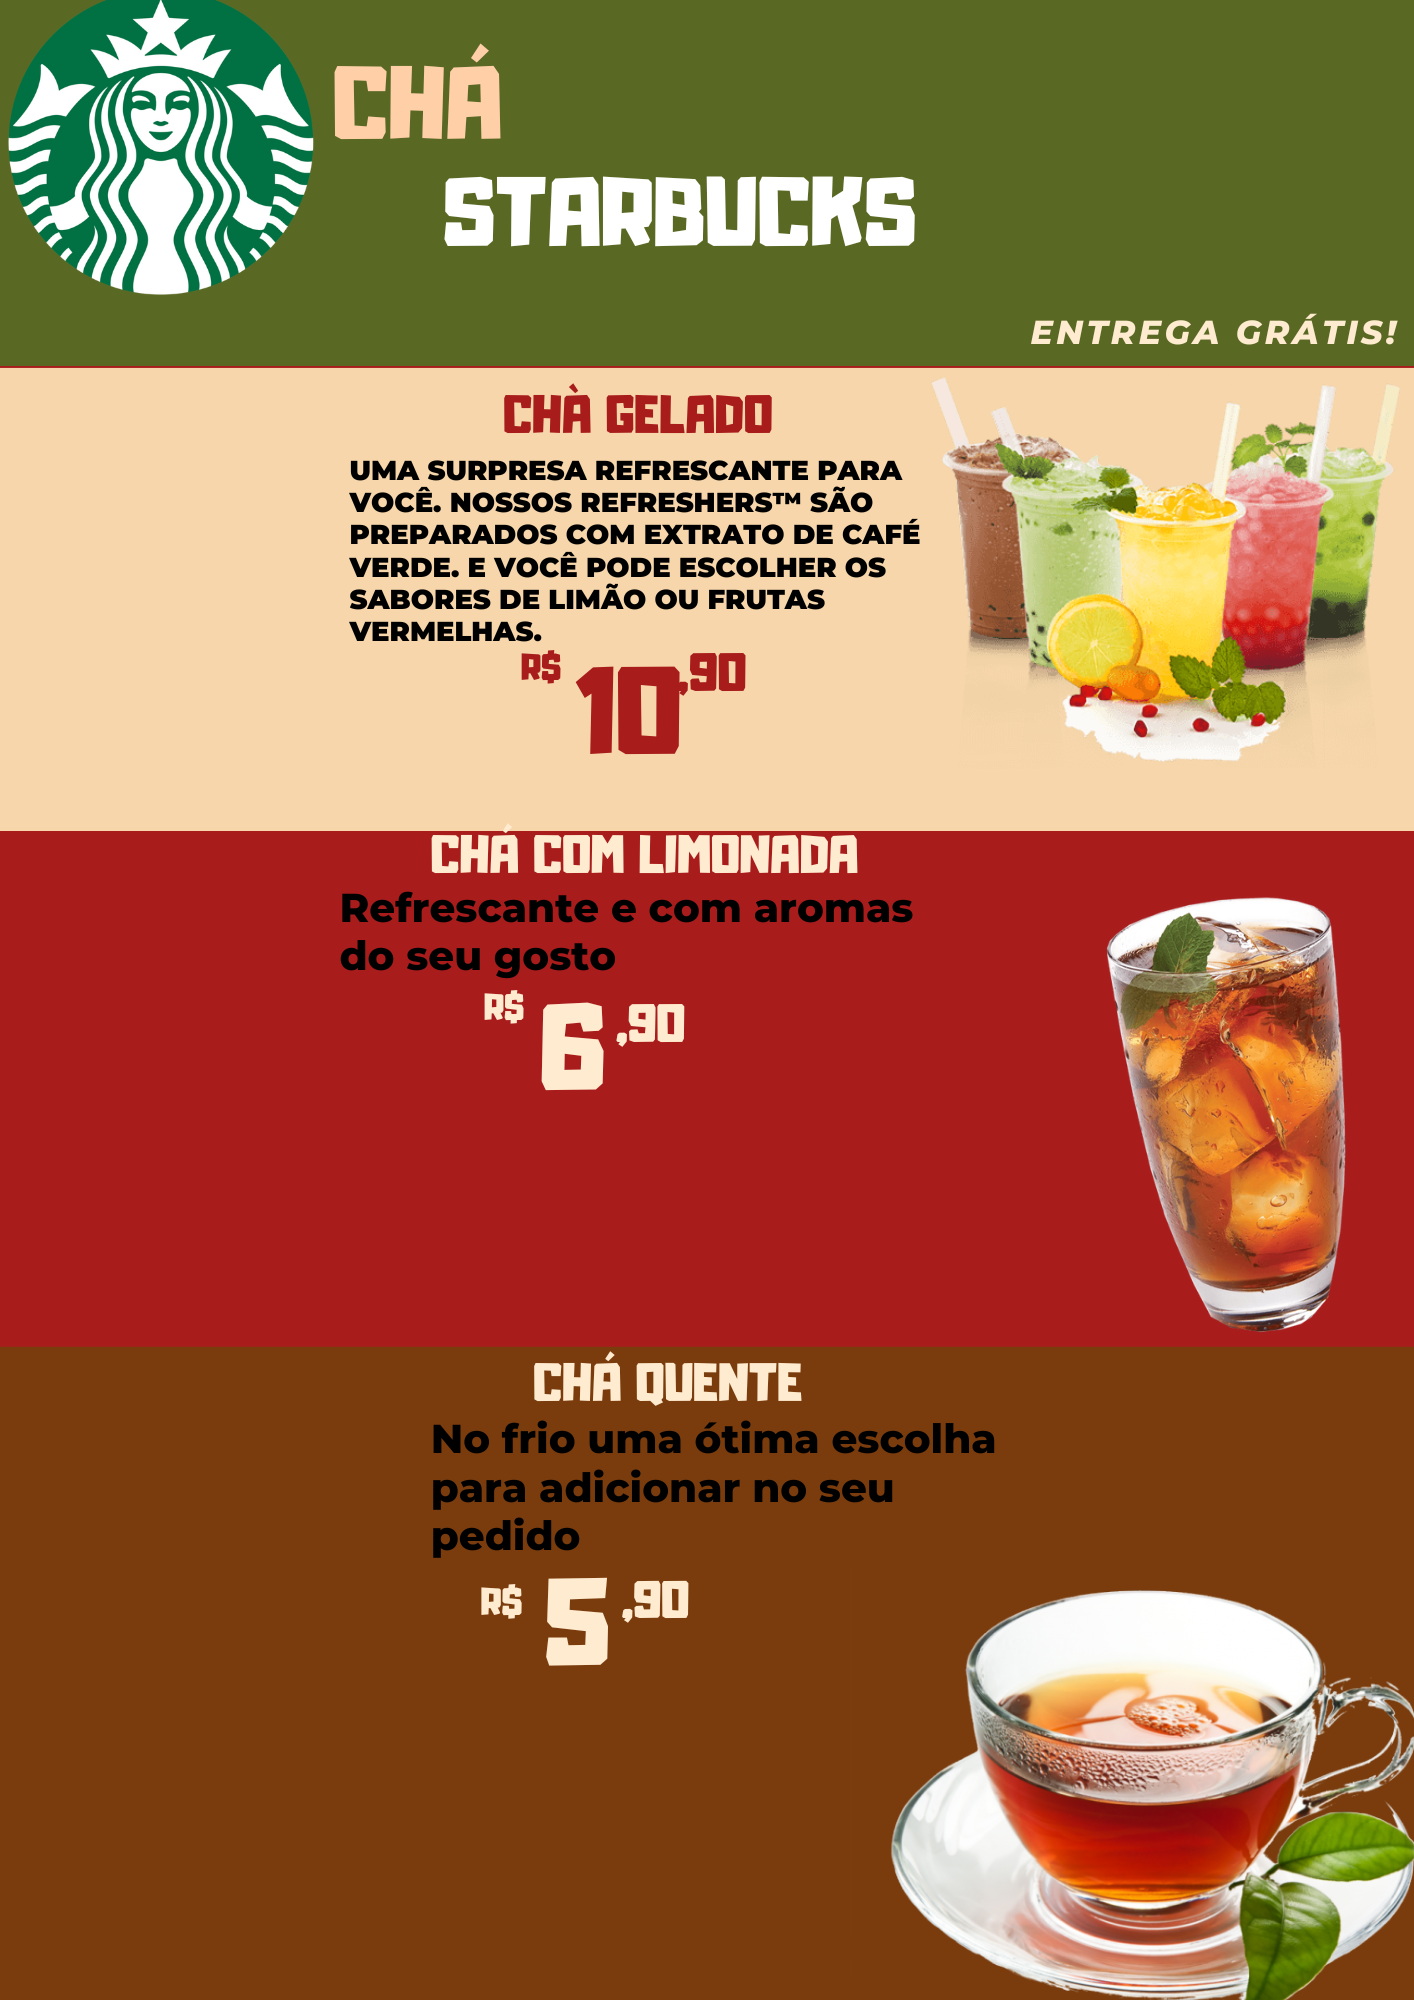 CHÁ
STARBUCKS
ENTREGA GRÁTIS!
CHÀ GELADO
UMA SURPRESA REFRESCANTE PARA
VOCÊ. NOSSOS REFRESHERS™ SÃO
PREPARADOS COM EXTRATO DE CAFÉ
VERDE. E VOCÊ PODE ESCOLHER OS
SABORES DE LIMÃO OU FRUTAS
VERMELHAS.
R$ 10,90
CHÁ COM LIMONADA
Refrescante e com aromas
do seu gosto
R$ 6,90
CHÁ QUENTE
No frio uma ótima escolha
para adicionar no seu
pedido
R$ 5,90